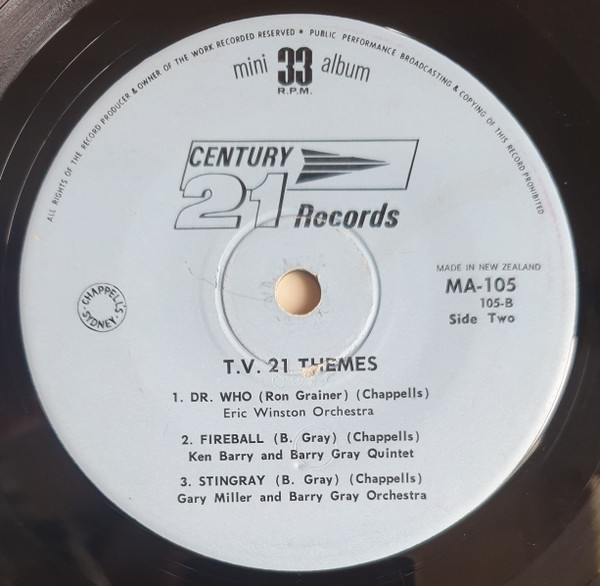 ALL RIGHTS OF THE RECORD PRODUCER & OWNER OF THE WORK RECORDED RESERVED * PUBLIC PERFORMANCE BROADCASTING & COPYING OF THIS RECORD PROHIBITED
mini 33 album
R.P.M.
CENTURY
21
Records
MADE IN NEW ZEALAND
MA-105
105-B
Side Two
CHAPPELL'S
SYDNEY
T.V. 21 THEMES
1. DR. WHO (Ron Grainer) (Chappells)
Eric Winston Orchestra
2. FIREBALL (B. Gray) (Chappells)
Ken Barry and Barry Gray Quintet
3. STINGRAY (B. Gray) (Chappells)
Gary Miller and Barry Gray Orchestra